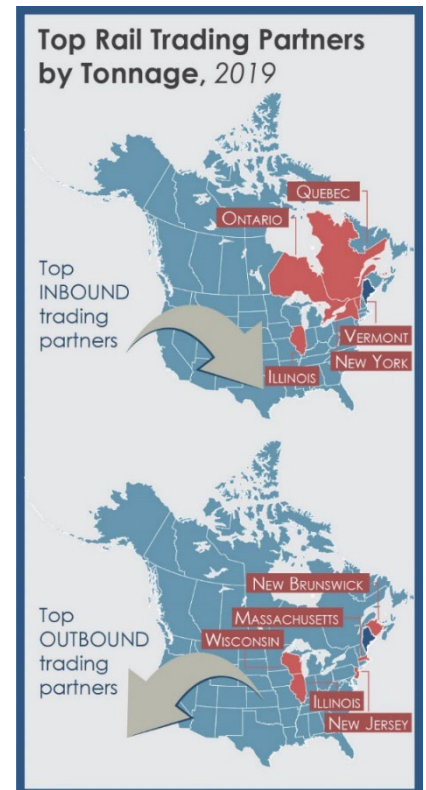 Top Rail Trading Partners
by Tonnage, 2019
QUEBEC
ONTARIO
Top
INBOUND
trading
partners
VERMONT
NEW YORK
ILLINOIS
NEW BRUNSWICK
MASSACHUSETTS
WISCONSIN
Top
OUTBOUND
trading
partners
ILLINOIS
NEW JERSEY